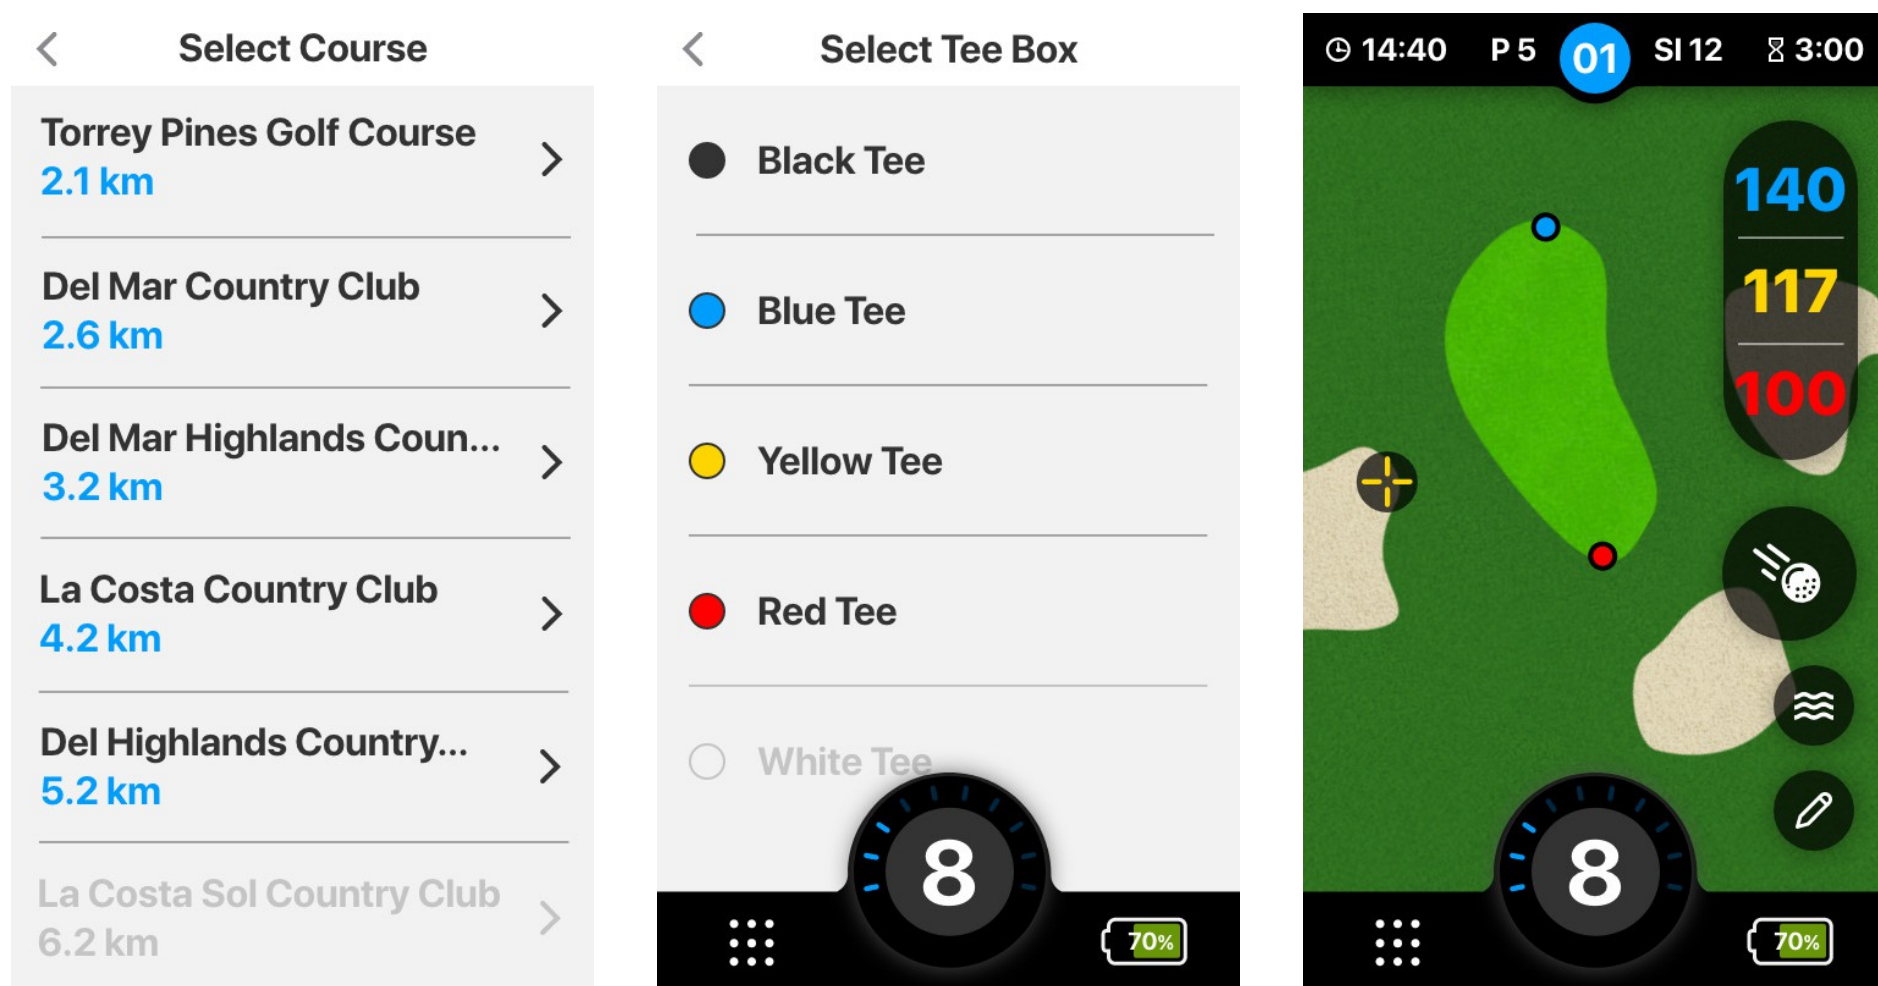 Select Course
Torrey Pines Golf Course
2.1 km
Del Mar Country Club
2.6 km
Del Mar Highlands Coun...
3.2 km
La Costa Country Club
4.2 km
Del Highlands Country...
5.2 km
La Costa Sol Country Club
6.2 km
Select Tee Box
Black Tee
Blue Tee
Yellow Tee
Red Tee
White Tee
8
70%
14:40 P 5 01 SI 12 3:00
140
117
100
8
70%